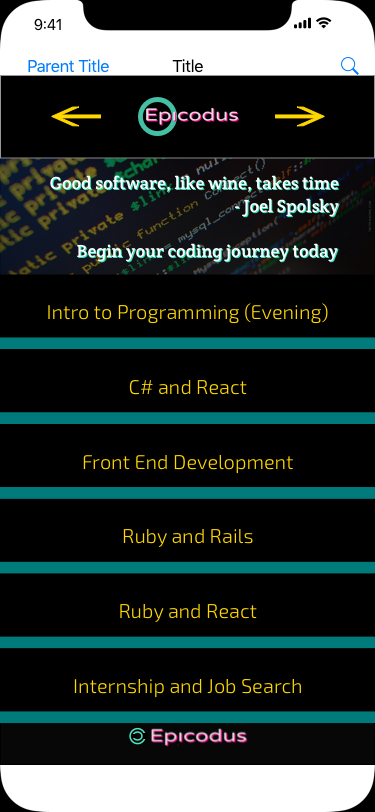 9:41
Parent Title Title
Epicodus
Good software, like wine, takes time
- Joel Spolsky
Begin your coding journey today
Intro to Programming (Evening)
C# and React
Front End Development
Ruby and Rails
Ruby and React
Internship and Job Search
Epicodus